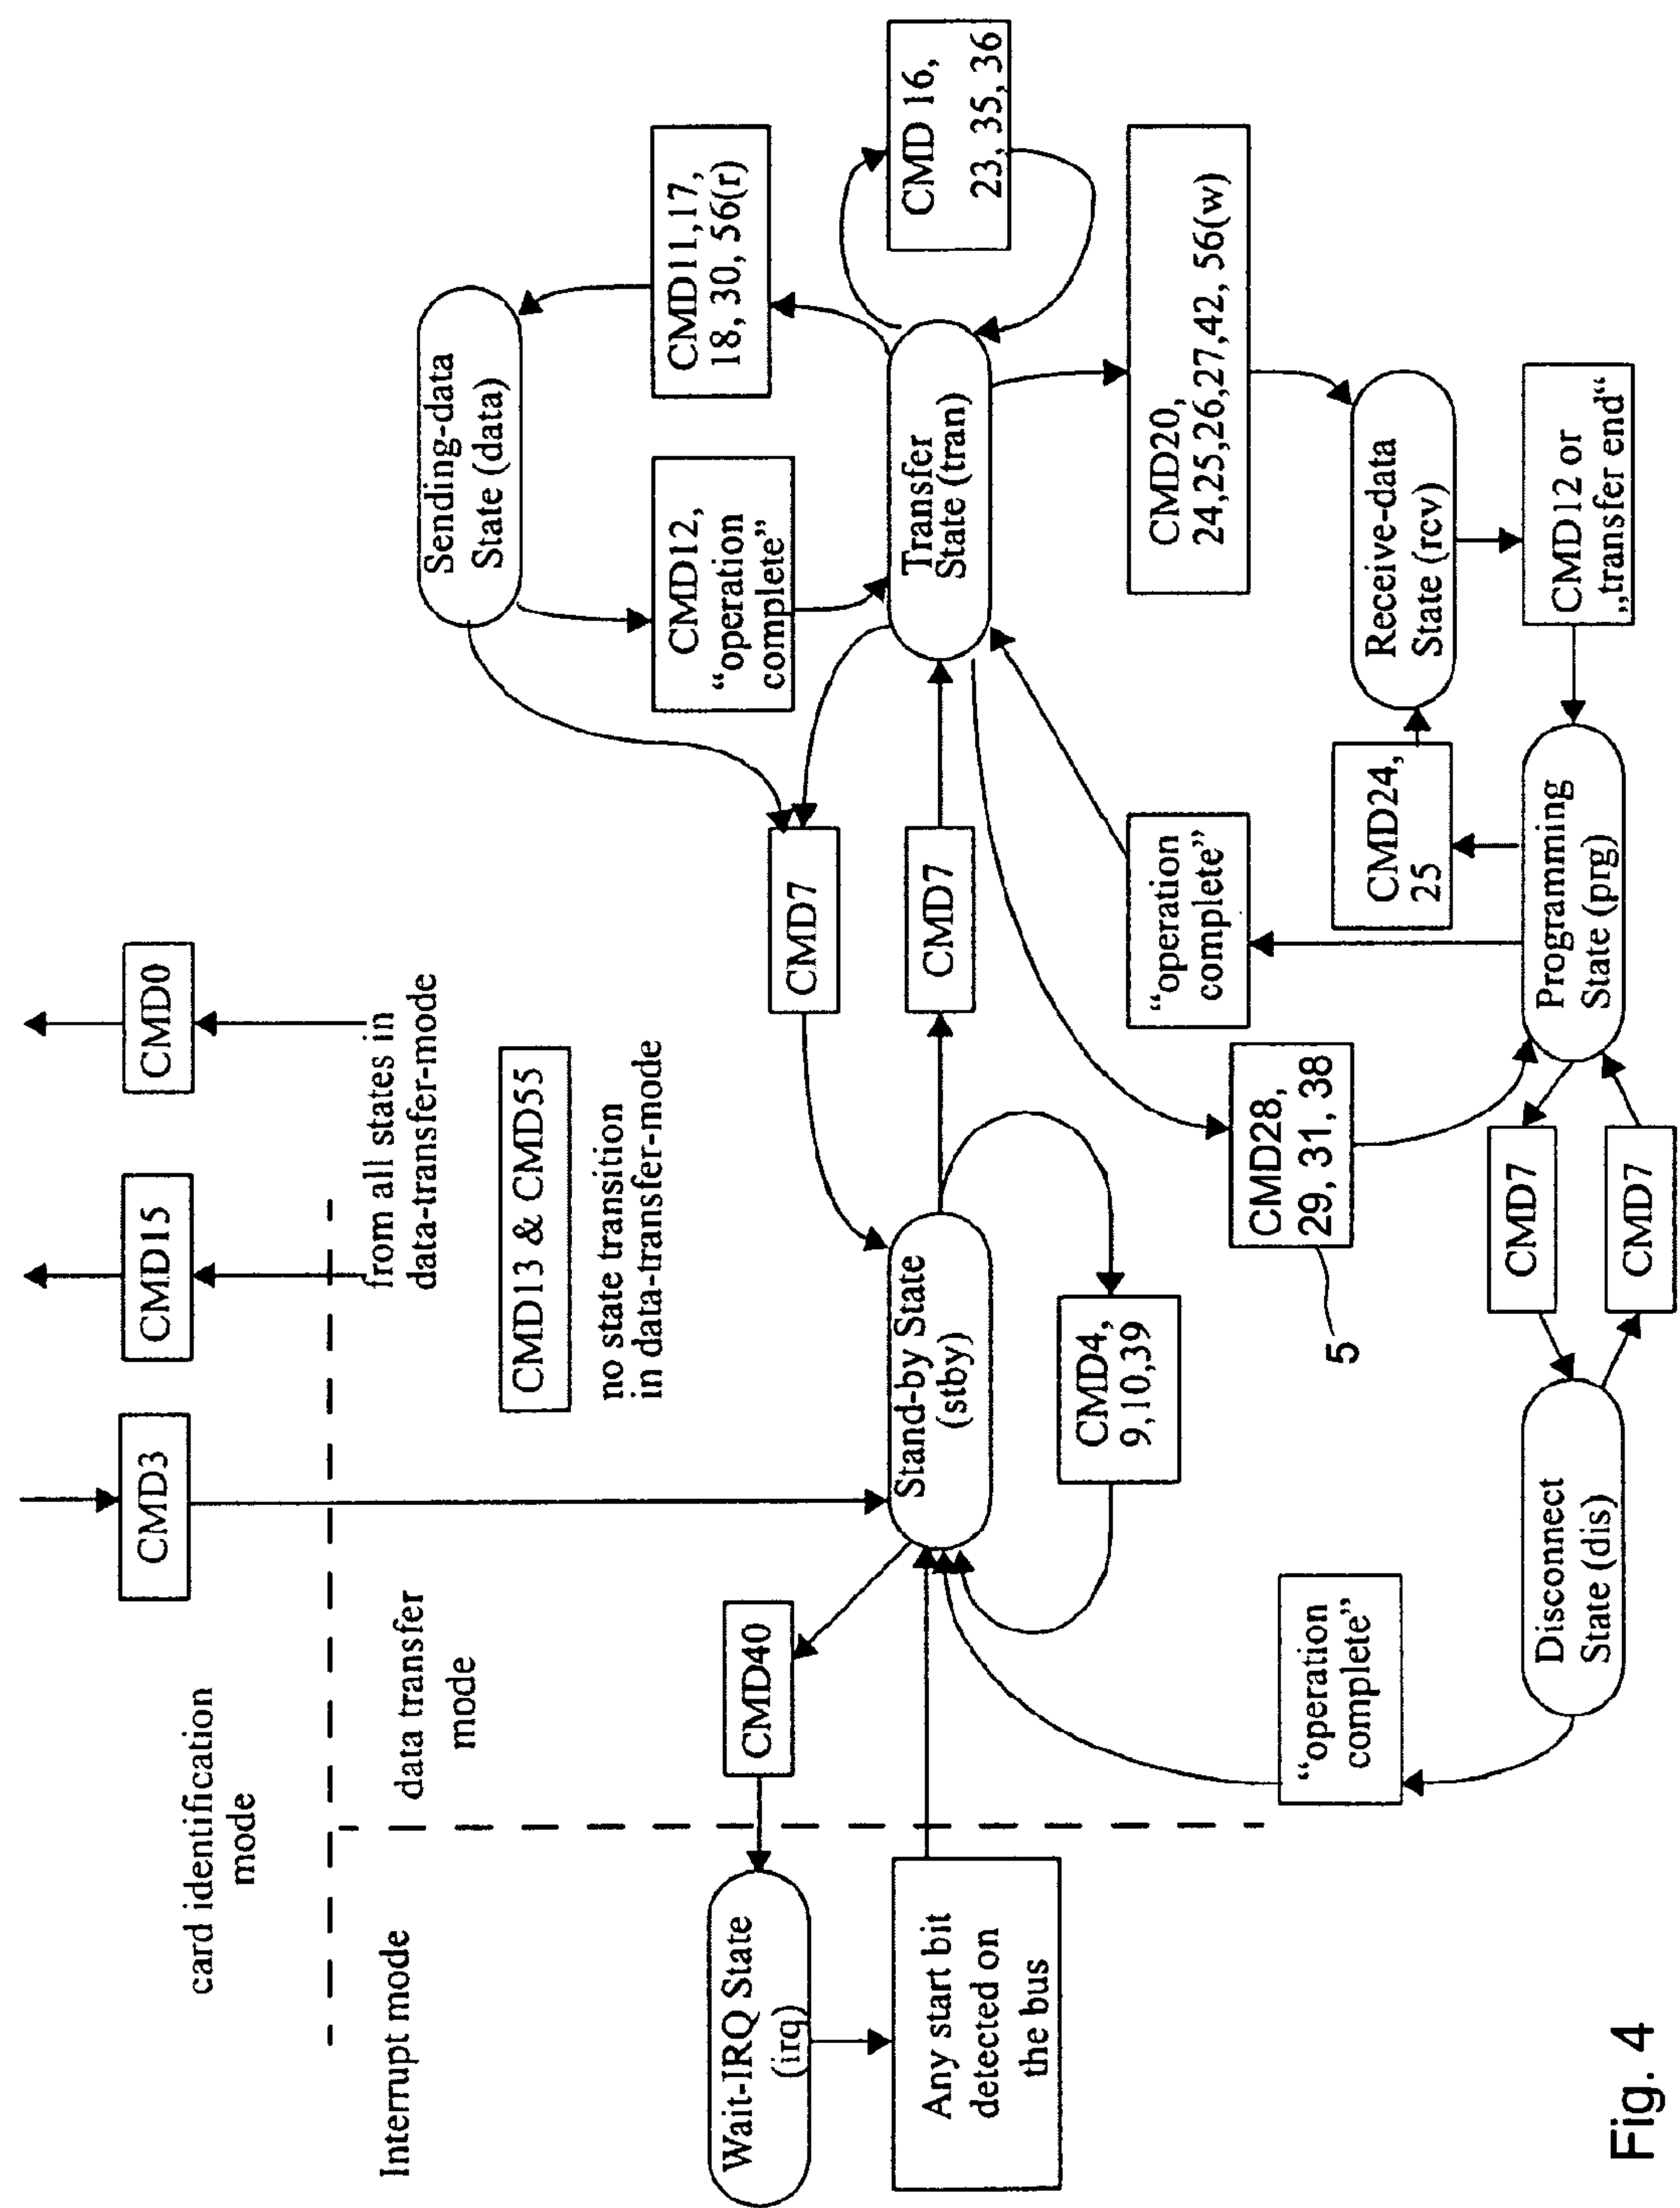 card identification
mode
CMD3
CMD15
CMD0
Interrupt mode
data transfer
mode
from all states in
data-transfer-mode
CMD13 & CMD55
no state transition
in data-transfer-mode
Sending-data
State (data)
Wait-IRQ State
(irq)
CMD40
CMD7
CMD12,
“operation
complete”
CMD11,17,
18, 30, 56(r)
Any start bit
detected on
the bus
Stand-by State
(stby)
CMD7
Transfer
State (tran)
CMD 16,
23, 35, 36
CMD4,
9,10,39
“operation
complete”
CMD20,
24,25,26,27,42, 56(w)
CMD28,
29, 31, 38
5
“operation
complete”
CMD24,
25
Receive-data
State (rcv)
CMD7
CMD7
Disconnect
State (dis)
Programming
State (prg)
CMD12 or
„transfer end“
Fig. 4